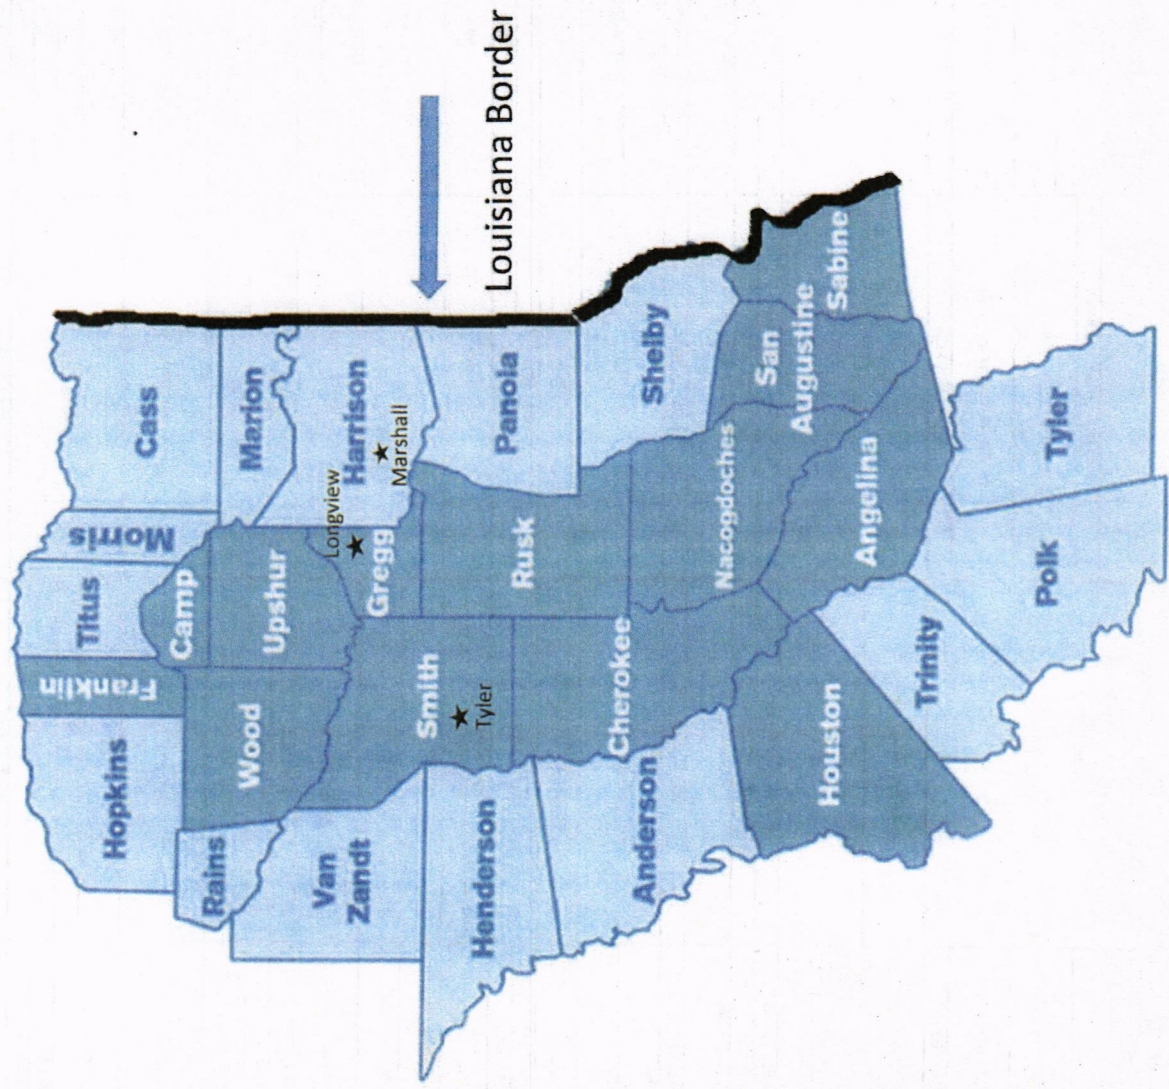 Hopkins
Franklin
Titus
Morris
Cass
Rains
Wood
Camp
Upshur
Marion
Van
Zandt
Smith
Tyler
Gregg
Longview
Harrison
Marshall
Louisiana Border
Henderson
Rusk
Panola
Anderson
Cherokee
Shelby
Nacogdoches
San
Augustine
Sabine
Houston
Angelina
Trinity
Polk
Tyler